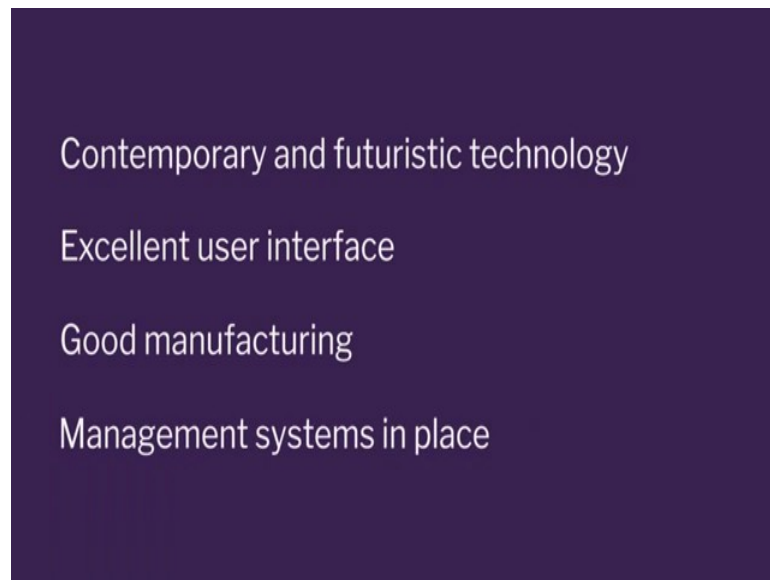 Contemporary and futuristic technology
Excellent user interface
Good manufacturing
Management systems in place